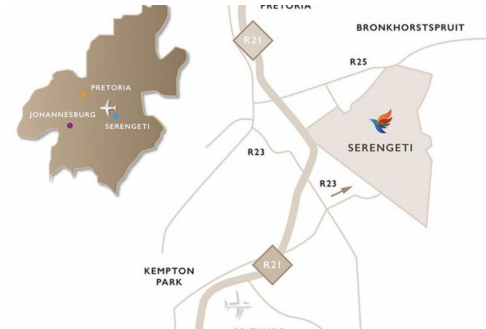 PRETORIA
R21
BRONKHORSTSPRUIT
R25
PRETORIA
JOHANNESBURG
SERENGETI
SERENGETI
R23
R23
R21
KEMPTON
PARK